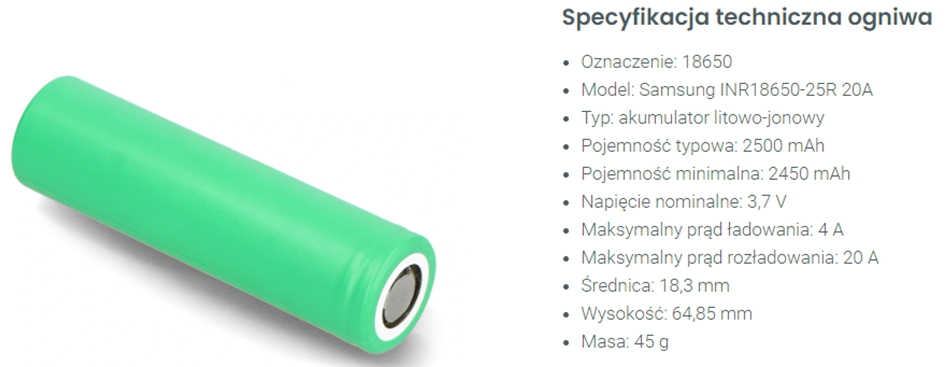 Specyfikacja techniczna ogniwa
Oznaczenie: 18650
Model: Samsung INR18650-25R 20A
Typ: akumulator litowo-jonowy
Pojemność typowa: 2500 mAh
Pojemność minimalna: 2450 mAh
Napięcie nominalne: 3,7 V
Maksymalny prąd ładowania: 4 A
Maksymalny prąd rozładowania: 20 A
Średnica: 18,3 mm
Wysokość: 64,85 mm
Masa: 45 g